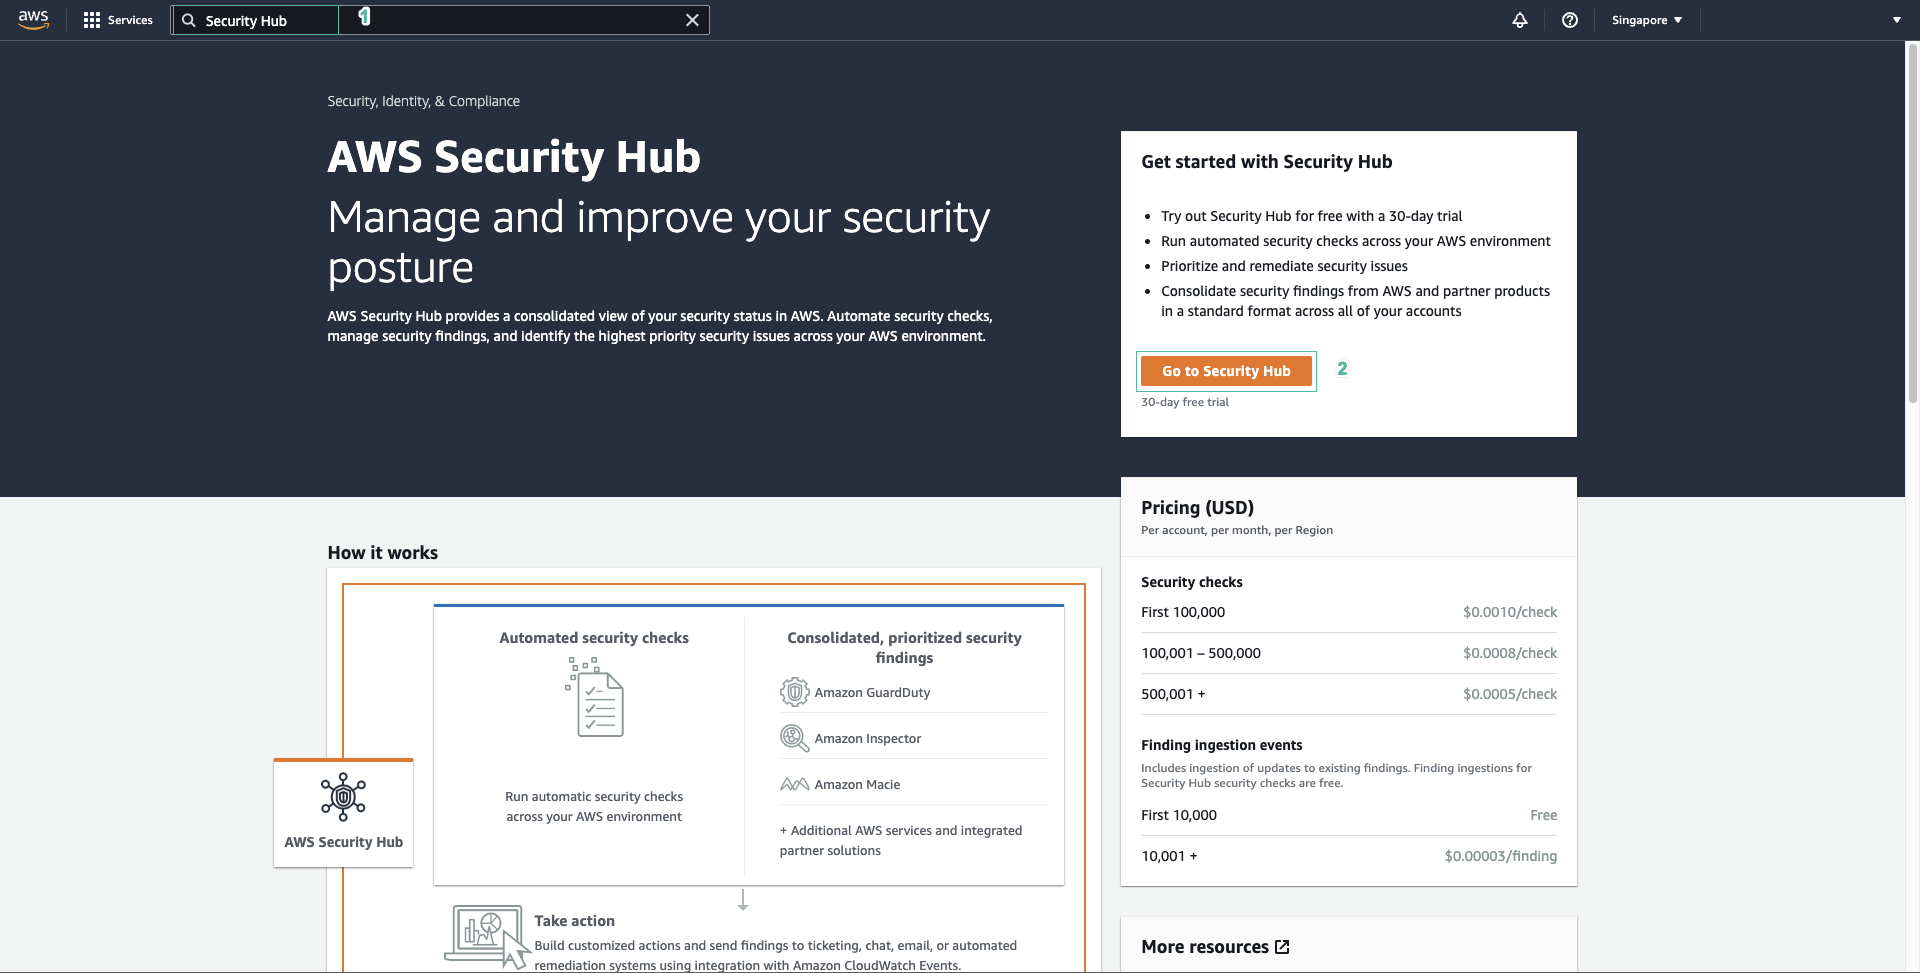 aws
Services
Security Hub
1
Singapore
Security, Identity, & Compliance
AWS Security Hub
Manage and improve your security
posture
AWS Security Hub provides a consolidated view of your security status in AWS. Automate security checks,
manage security findings, and identify the highest priority security issues across your AWS environment.
Get started with Security Hub
Try out Security Hub for free with a 30-day trial
Run automated security checks across your AWS environment
Prioritize and remediate security issues
Consolidate security findings from AWS and partner products
in a standard format across all of your accounts
Go to Security Hub
2
30-day free trial
Pricing (USD)
Per account, per month, per Region
Security checks
First 100,000 $0.0010/check
100,001 – 500,000 $0.0008/check
500,001 + $0.0005/check
Finding ingestion events
Includes ingestion of updates to existing findings. Finding ingestions for
Security Hub security checks are free.
First 10,000 Free
10,001 + $0.00003/finding
More resources
How it works
AWS Security Hub
Automated security checks
Run automatic security checks
across your AWS environment
Consolidated, prioritized security
findings
Amazon GuardDuty
Amazon Inspector
Amazon Macie
+ Additional AWS services and integrated
partner solutions
Take action
Build customized actions and send findings to ticketing, chat, email, or automated
remediation systems using integration with Amazon CloudWatch Events.